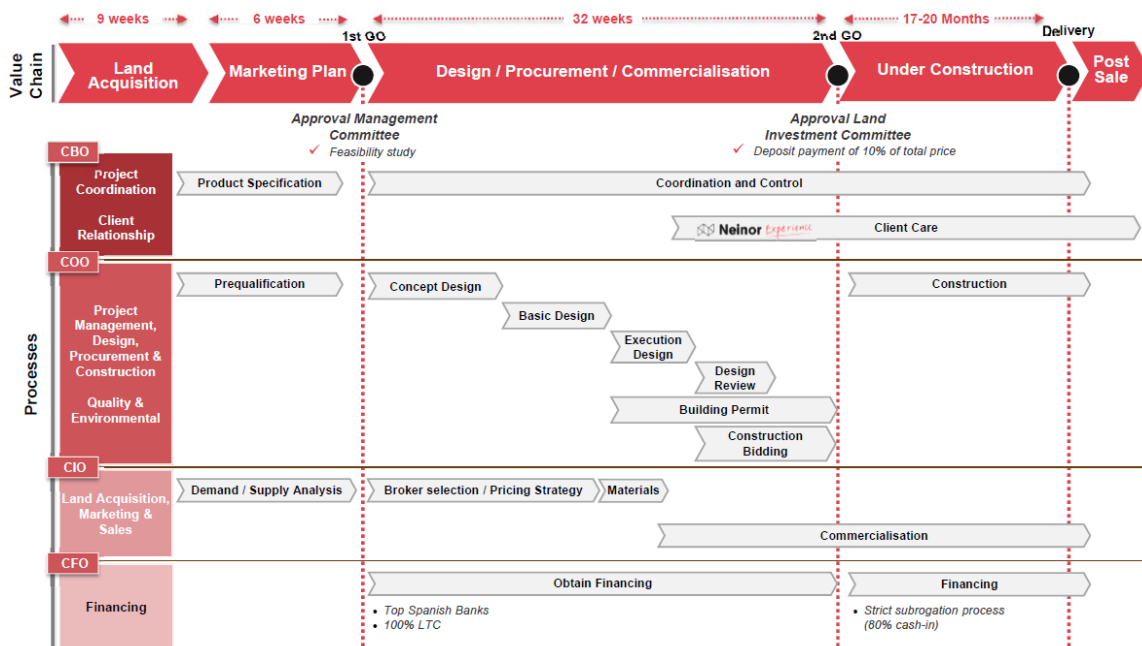 9 weeks
6 weeks
32 weeks
17-20 Months
1st GO
2nd GO
Delivery
Value
Chain
Land
Acquisition
Marketing Plan
Design / Procurement / Commercialisation
Under Construction
Post
Sale
Approval Management
Committee
✓ Feasibility study
Approval Land
Investment Committee
✓ Deposit payment of 10% of total price
Processes
CBO
Project
Coordination
Client
Relationship
Product Specification
Coordination and Control
Neinor Experience
Client Care
COO
Project
Management,
Design,
Procurement &
Construction
Quality &
Environmental
Prequalification
Concept Design
Construction
Basic Design
Execution
Design
Design
Review
Building Permit
Construction
Bidding
CIO
Land Acquisition,
Marketing &
Sales
Demand / Supply Analysis
Broker selection / Pricing Strategy
Materials
Commercialisation
CFO
Financing
Obtain Financing
• Top Spanish Banks
• 100% LTC
Financing
• Strict subrogation process
(80% cash-in)